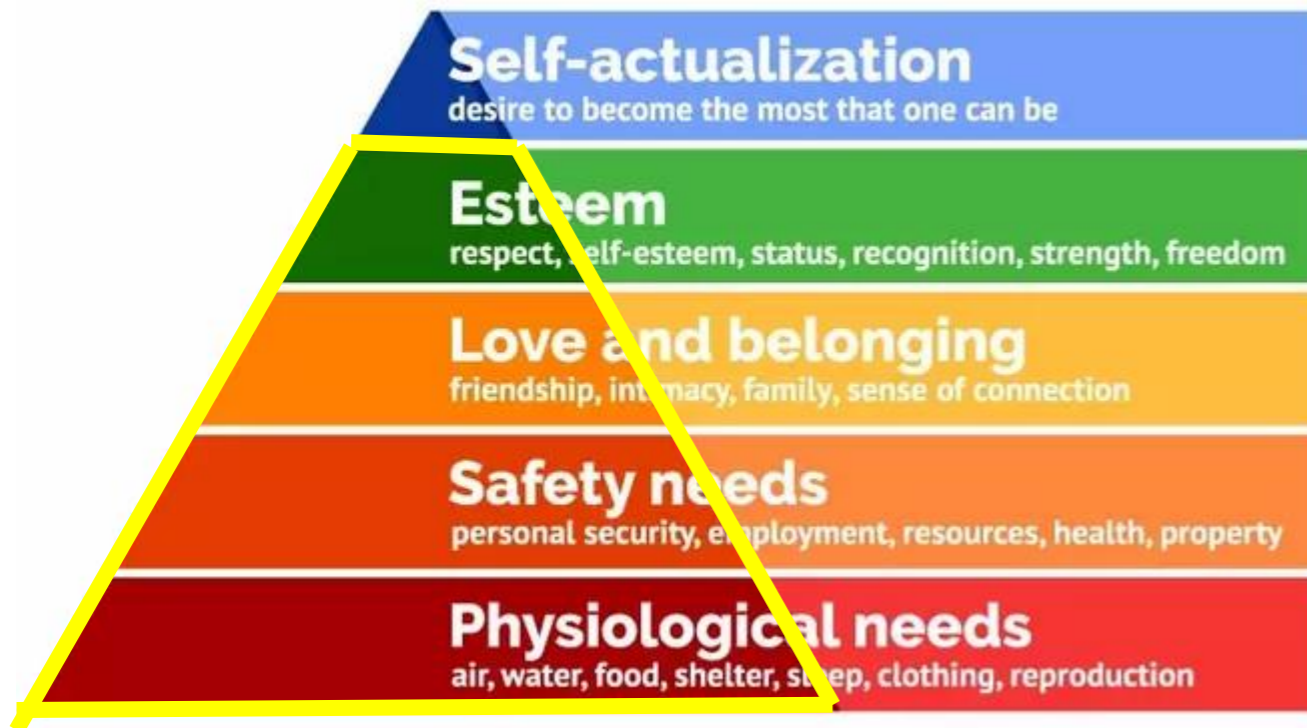 Self-actualization
desire to become the most that one can be
Esteem
respect, self-esteem, status, recognition, strength, freedom
Love and belonging
friendship, intimacy, family, sense of connection
Safety needs
personal security, employment, resources, health, property
Physiological needs
air, water, food, shelter, sleep, clothing, reproduction